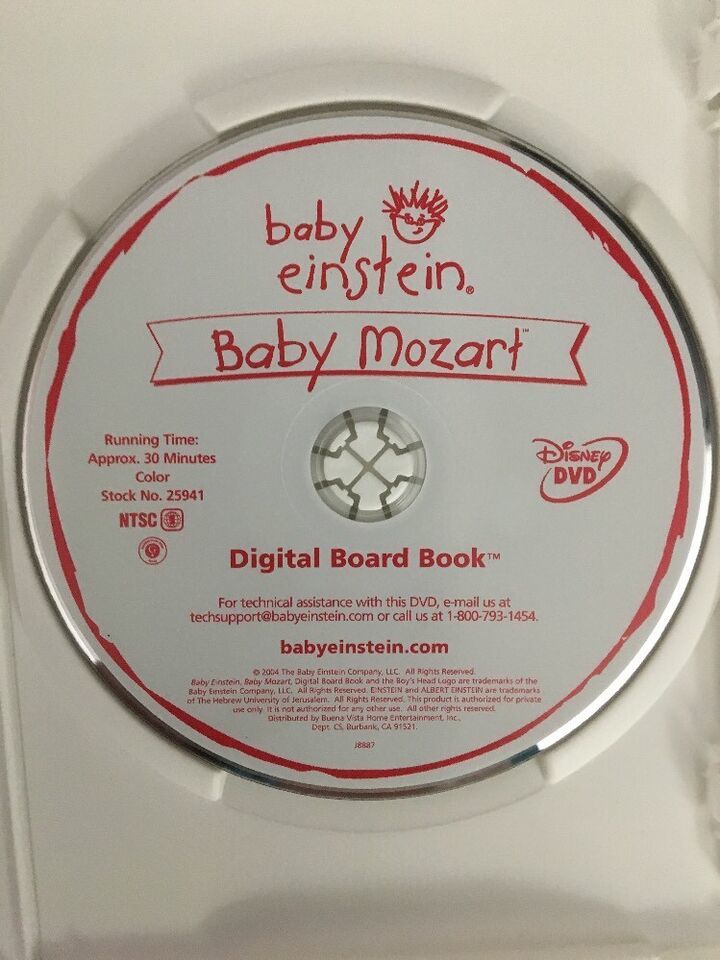 baby
einstein®
Baby Mozart™
Running Time:
Approx. 30 Minutes
Color
Stock No. 25941
NTSC
DISNEY
DVD
Digital Board Book™
For technical assistance with this DVD, e-mail us at
techsupport@babyeinstein.com or call us at 1-800-793-1454.
babyeinstein.com
© 2004 The Baby Einstein Company, LLC. All Rights Reserved.
Baby Einstein, Baby Mozart, Digital Board Book and the Boy's Head Logo are trademarks of the
Baby Einstein Company, LLC. All Rights Reserved. EINSTEIN and ALBERT EINSTEIN are trademarks
of The Hebrew University of Jerusalem. All Rights Reserved. This product is authorized for private
use only. It is not authorized for any other use. All other rights reserved.
Distributed by Buena Vista Home Entertainment, Inc.,
Dept. CS, Burbank, CA 91521.
J8887